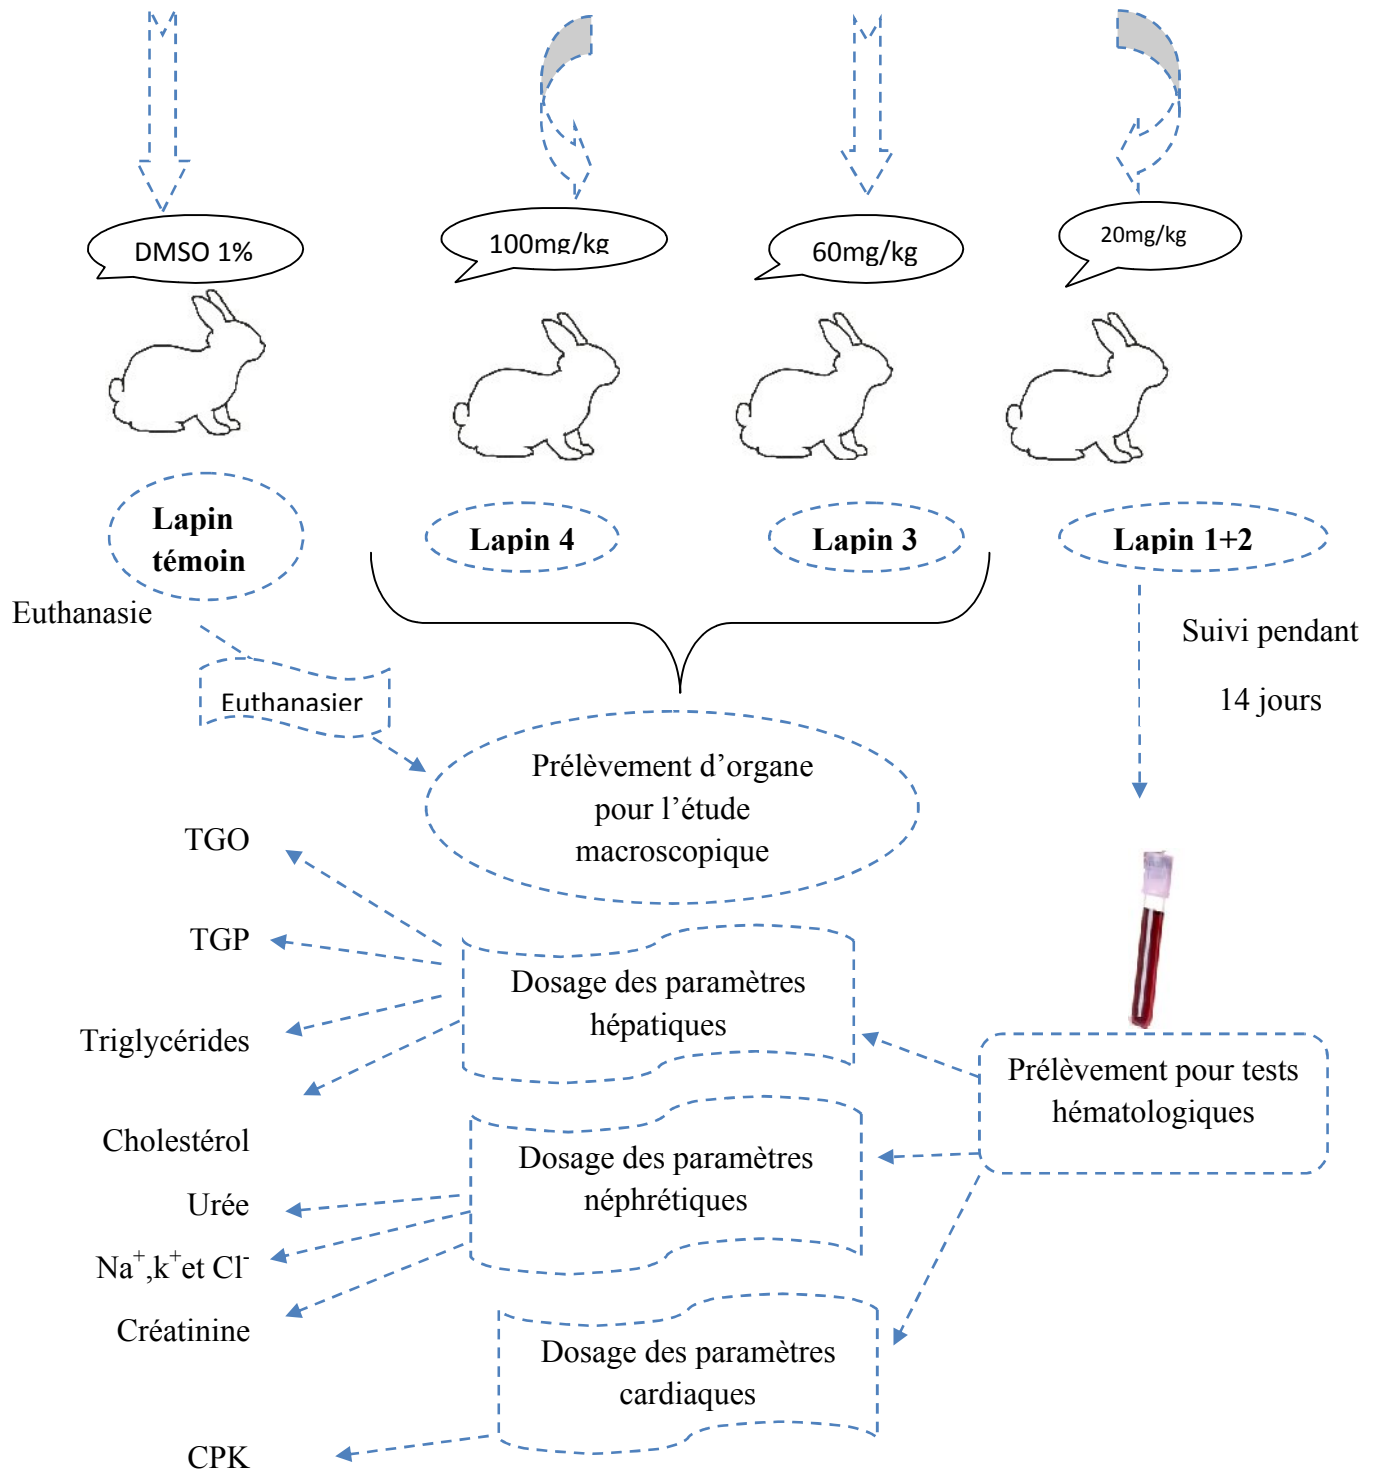 DMSO 1%
100mg/kg
60mg/kg
20mg/kg
Lapin
témoin
Lapin 4
Lapin 3
Lapin 1+2
Euthanasie
Euthanasier
Suivi pendant
14 jours
Prélèvement d’organe
pour l’étude
macroscopique
TGO
TGP
Triglycérides
Cholestérol
Dosage des paramètres
hépatiques
Prélèvement pour tests
hématologiques
Dosage des paramètres
néphrétiques
Urée
Na⁺,k⁺et Cl⁻
Créatinine
Dosage des paramètres
cardiaques
CPK